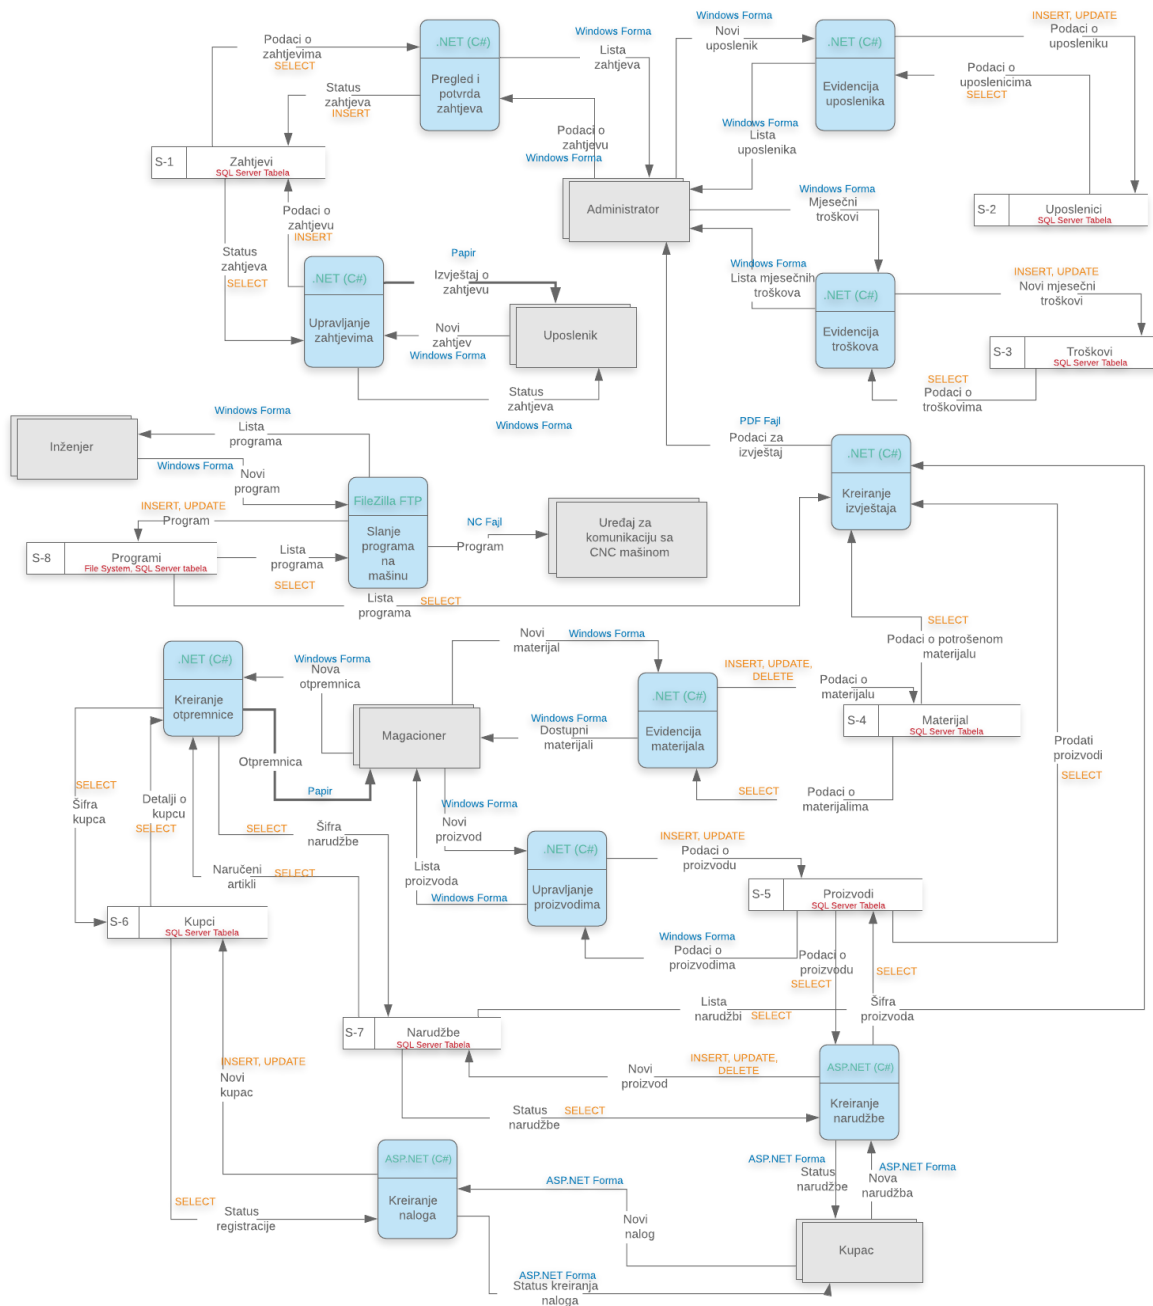 Podaci o
zahtjevima
SELECT
.NET (C#)
Pregled i
potvrda
zahtjeva
Windows Forma
Lista
zahtjeva
Windows Forma
Novi
uposlenik
.NET (C#)
Evidencija
uposlenika
INSERT, UPDATE
Podaci o
uposleniku
Podaci o
uposlenicima
SELECT
Status
zahtjeva
INSERT
Podaci o
zahtjevu
Windows Forma
Windows Forma
Lista
uposlenika
S-1
Zahtjevi
SQL Server Tabela
Administrator
Windows Forma
Mjesečni
troškovi
S-2
Uposlenici
SQL Server Tabela
Podaci o
zahtjevu
INSERT
Status
zahtjeva
SELECT
.NET (C#)
Upravljanje
zahtjevima
Papir
Izvještaj o
zahtjevu
Windows Forma
Lista mjesečnih
troškova
.NET (C#)
Evidencija
troškova
INSERT, UPDATE
Novi mjesečni
troškovi
Novi
zahtjev
Windows Forma
Uposlenik
S-3
Troškovi
SQL Server Tabela
SELECT
Podaci o
troškovima
Status
zahtjeva
Windows Forma
Windows Forma
Lista
programa
Inženjer
Windows Forma
Novi
program
PDF Fajl
Podaci za
izvještaj
.NET (C#)
Kreiranje
izvještaja
INSERT, UPDATE
Program
FileZilla FTP
Slanje
programa
na
mašinu
NC Fajl
Program
Uređaj za
komunikaciju sa
CNC mašinom
S-8
Programi
File System, SQL Server tabela
Lista
programa
SELECT
Lista
programa
SELECT
SELECT
Podaci o potrošenom
materijalu
.NET (C#)
Kreiranje
otpremnice
Windows Forma
Nova
otpremnica
Novi
materijal
Windows Forma
.NET (C#)
Evidencija
materijala
INSERT, UPDATE,
DELETE
Podaci o
materijalu
S-4
Materijal
SQL Server Tabela
Magacioner
Windows Forma
Dostupni
materijali
Prodati
proizvodi
SELECT
Otpremnica
Papir
SELECT
Podaci o
materijalima
SELECT
Šifra
kupca
Detalji o
kupcu
SELECT
SELECT
Šifra
narudžbe
Windows Forma
Novi
proizvod
.NET (C#)
Upravljanje
proizvodima
INSERT, UPDATE
Podaci o
proizvodu
Naručeni
artikli
SELECT
Lista
proizvoda
Windows Forma
S-5
Proizvodi
SQL Server Tabela
S-6
Kupci
SQL Server Tabela
Windows Forma
Podaci o
proizvodima
Podaci o
proizvodu
SELECT
SELECT
Šifra
proizvoda
Lista
narudžbi
SELECT
S-7
Narudžbe
SQL Server Tabela
INSERT, UPDATE
Novi
kupac
Novi
proizvod
INSERT, UPDATE,
DELETE
ASP.NET (C#)
Kreiranje
narudžbe
Status
narudžbe
SELECT
ASP.NET (C#)
Kreiranje
naloga
ASP.NET Forma
Novi
nalog
ASP.NET Forma
Status
narudžbe
ASP.NET Forma
Nova
narudžba
SELECT
Status
registracije
Kupac
ASP.NET Forma
Status kreiranja
naloga